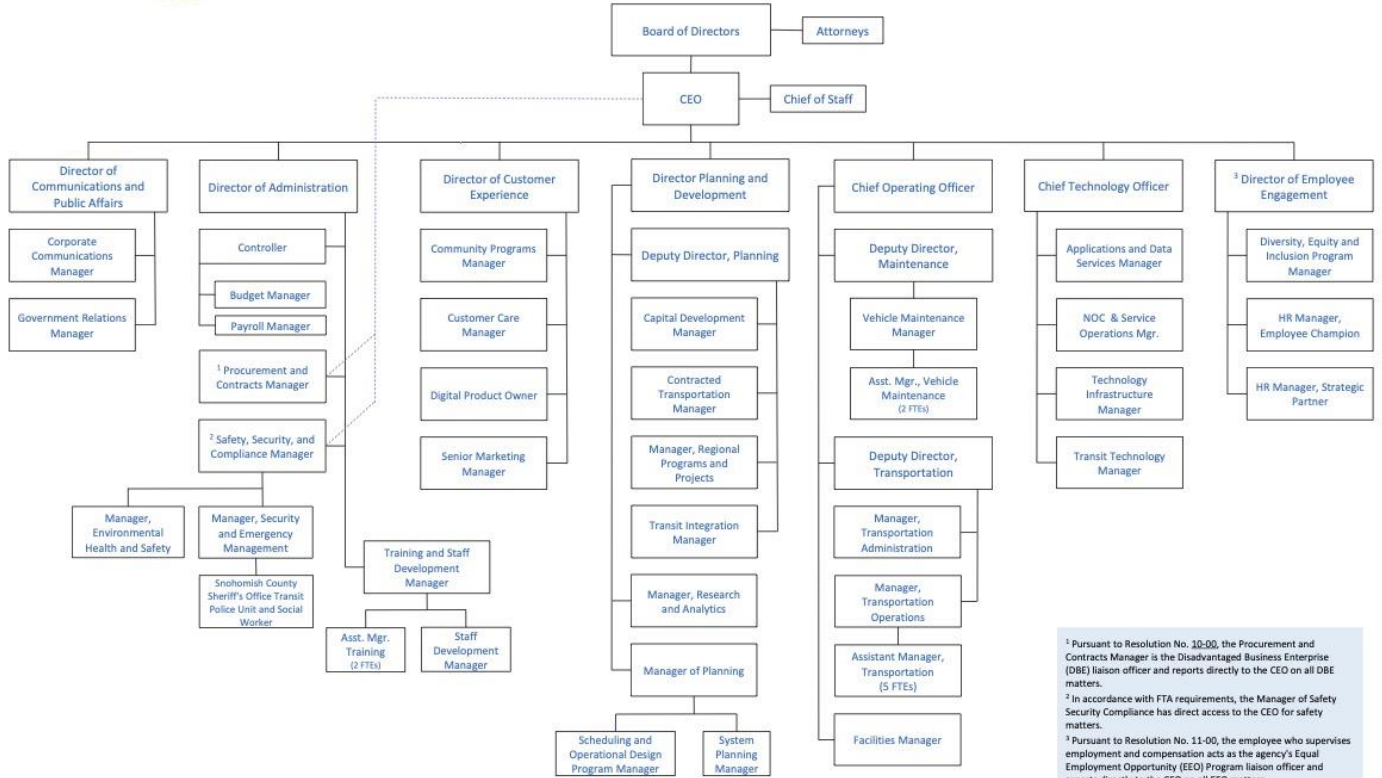 Board of Directors
Attorneys
CEO
Chief of Staff
Director of
Communications and
Public Affairs
Corporate
Communications
Manager
Government Relations
Manager
Director of Administration
Controller
Budget Manager
Payroll Manager
¹ Procurement and
Contracts Manager
² Safety, Security, and
Compliance Manager
Manager,
Environmental
Health and Safety
Manager, Security
and Emergency
Management
Snohomish County
Sheriff's Office Transit
Police Unit and Social
Worker
Training and Staff
Development
Manager
Asst. Mgr.
Training
(2 FTEs)
Staff
Development
Manager
Director of Customer
Experience
Community Programs
Manager
Customer Care
Manager
Digital Product Owner
Senior Marketing
Manager
Director Planning and
Development
Deputy Director, Planning
Capital Development
Manager
Contracted
Transportation
Manager
Manager, Regional
Programs and
Projects
Transit Integration
Manager
Manager, Research
and Analytics
Manager of Planning
Scheduling and
Operational Design
Program Manager
System
Planning
Manager
Chief Operating Officer
Deputy Director,
Maintenance
Vehicle Maintenance
Manager
Asst. Mgr., Vehicle
Maintenance
(2 FTEs)
Deputy Director,
Transportation
Manager,
Transportation
Administration
Manager,
Transportation
Operations
Assistant Manager,
Transportation
(5 FTEs)
Facilities Manager
Chief Technology Officer
Applications and Data
Services Manager
NOC & Service
Operations Mgr.
Technology
Infrastructure
Manager
Transit Technology
Manager
³ Director of Employee
Engagement
Diversity, Equity and
Inclusion Program
Manager
HR Manager,
Employee Champion
HR Manager, Strategic
Partner
¹ Pursuant to Resolution No. 10-00, the Procurement and
Contracts Manager is the Disadvantaged Business Enterprise
(DBE) liaison officer and reports directly to the CEO on all DBE
matters.
² In accordance with FTA requirements, the Manager of Safety
Security Compliance has direct access to the CEO for safety
matters.
³ Pursuant to Resolution No. 11-00, the employee who supervises
employment and compensation acts as the agency's Equal
Employment Opportunity (EEO) Program liaison officer and